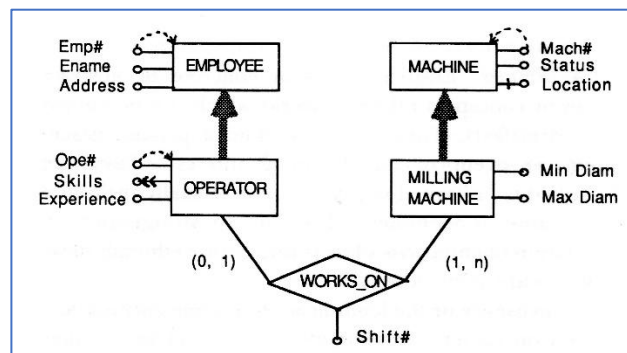 Emp#
Ename
Address
EMPLOYEE
MACHINE
Mach#
Status
Location
Ope#
Skills
Experience
OPERATOR
MILLING
MACHINE
Min Diam
Max Diam
(0, 1)
WORKS_ON
(1, n)
Shift#